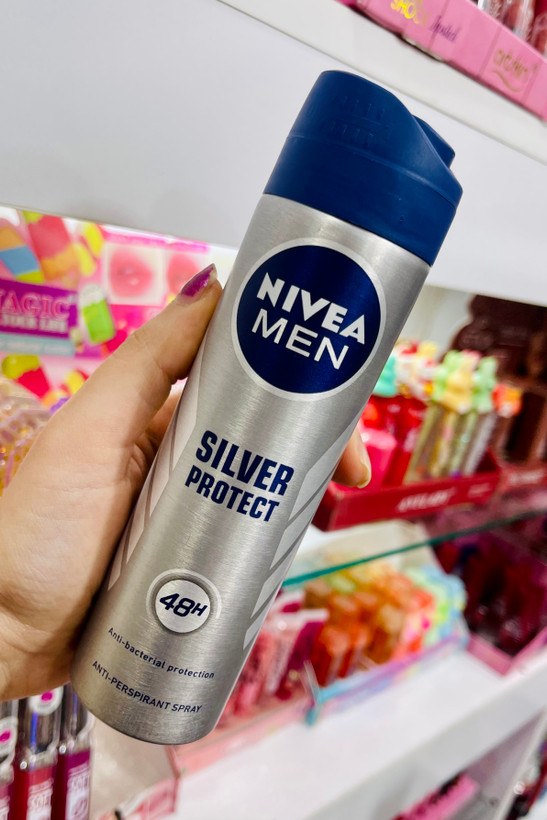 NIVEA
MEN
SILVER
PROTECT
48H
Anti-bacterial protection
ANTI-PERSPIRANT SPRAY